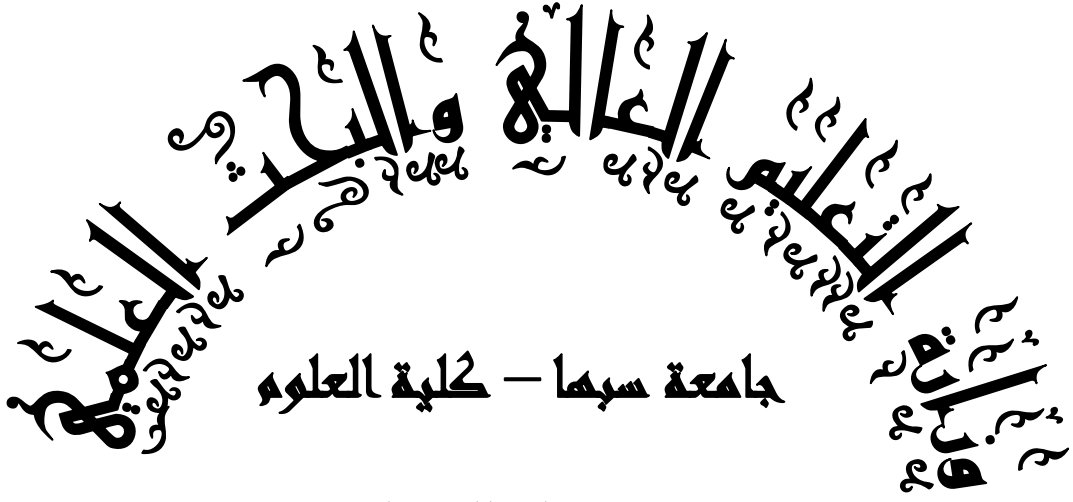 وزارة التعليم العالي والبحث العلمي
جامعة سبها – كلية العلوم